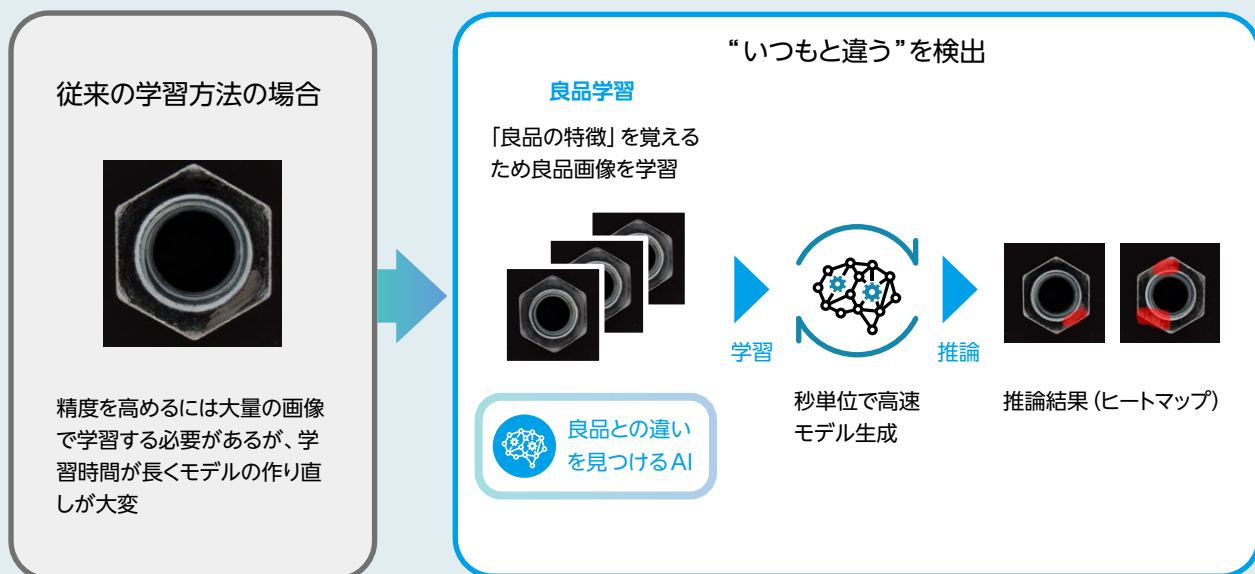 従来の学習方法の場合
精度を高めるには大量の画像
で学習する必要があるが、学
習時間が長くモデルの作り直
しが大変
“いつもと違う”を検出
良品学習
「良品の特徴」を覚える
ため良品画像を学習
良品との違い
を見つけるAI
学習
秒単位で高速
モデル生成
推論
推論結果（ヒートマップ）